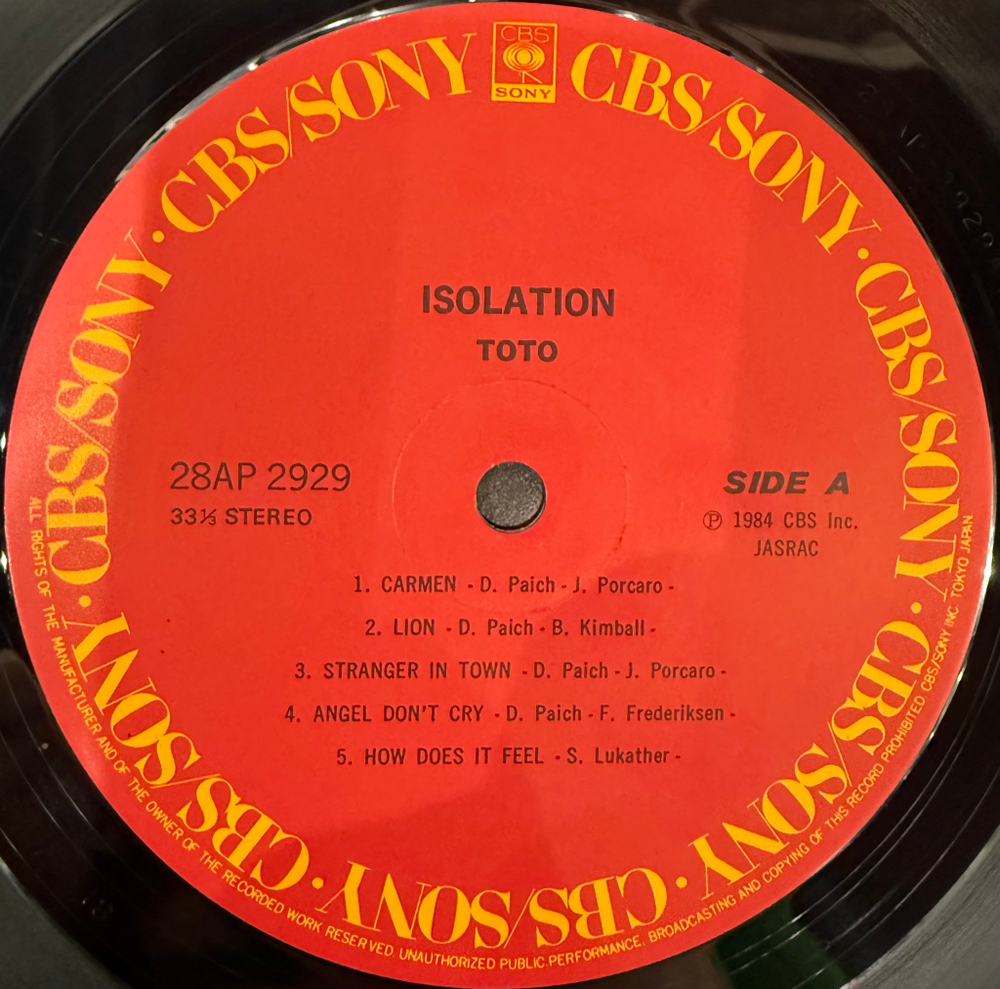 CBS
SONY
CBS/SONY · CBS/SONY · CBS/SONY · CBS/SONY · CBS/SONY · CBS/SONY · CBS/SONY · CBS/SONY
ISOLATION
TOTO
28AP 2929
33⅓ STEREO
SIDE A
Ⓟ 1984 CBS Inc.
JASRAC
1. CARMEN - D. Paich - J. Porcaro -
2. LION - D. Paich - B. Kimball -
3. STRANGER IN TOWN - D. Paich - J. Porcaro -
4. ANGEL DON'T CRY - D. Paich - F. Frederiksen -
5. HOW DOES IT FEEL - S. Lukather -
ALL RIGHTS OF THE MANUFACTURER AND OF THE OWNER OF THE RECORDED WORK RESERVED. UNAUTHORIZED PUBLIC PERFORMANCE, BROADCASTING AND COPYING OF THIS RECORD PROHIBITED. CBS/SONY INC. TOKYO JAPAN